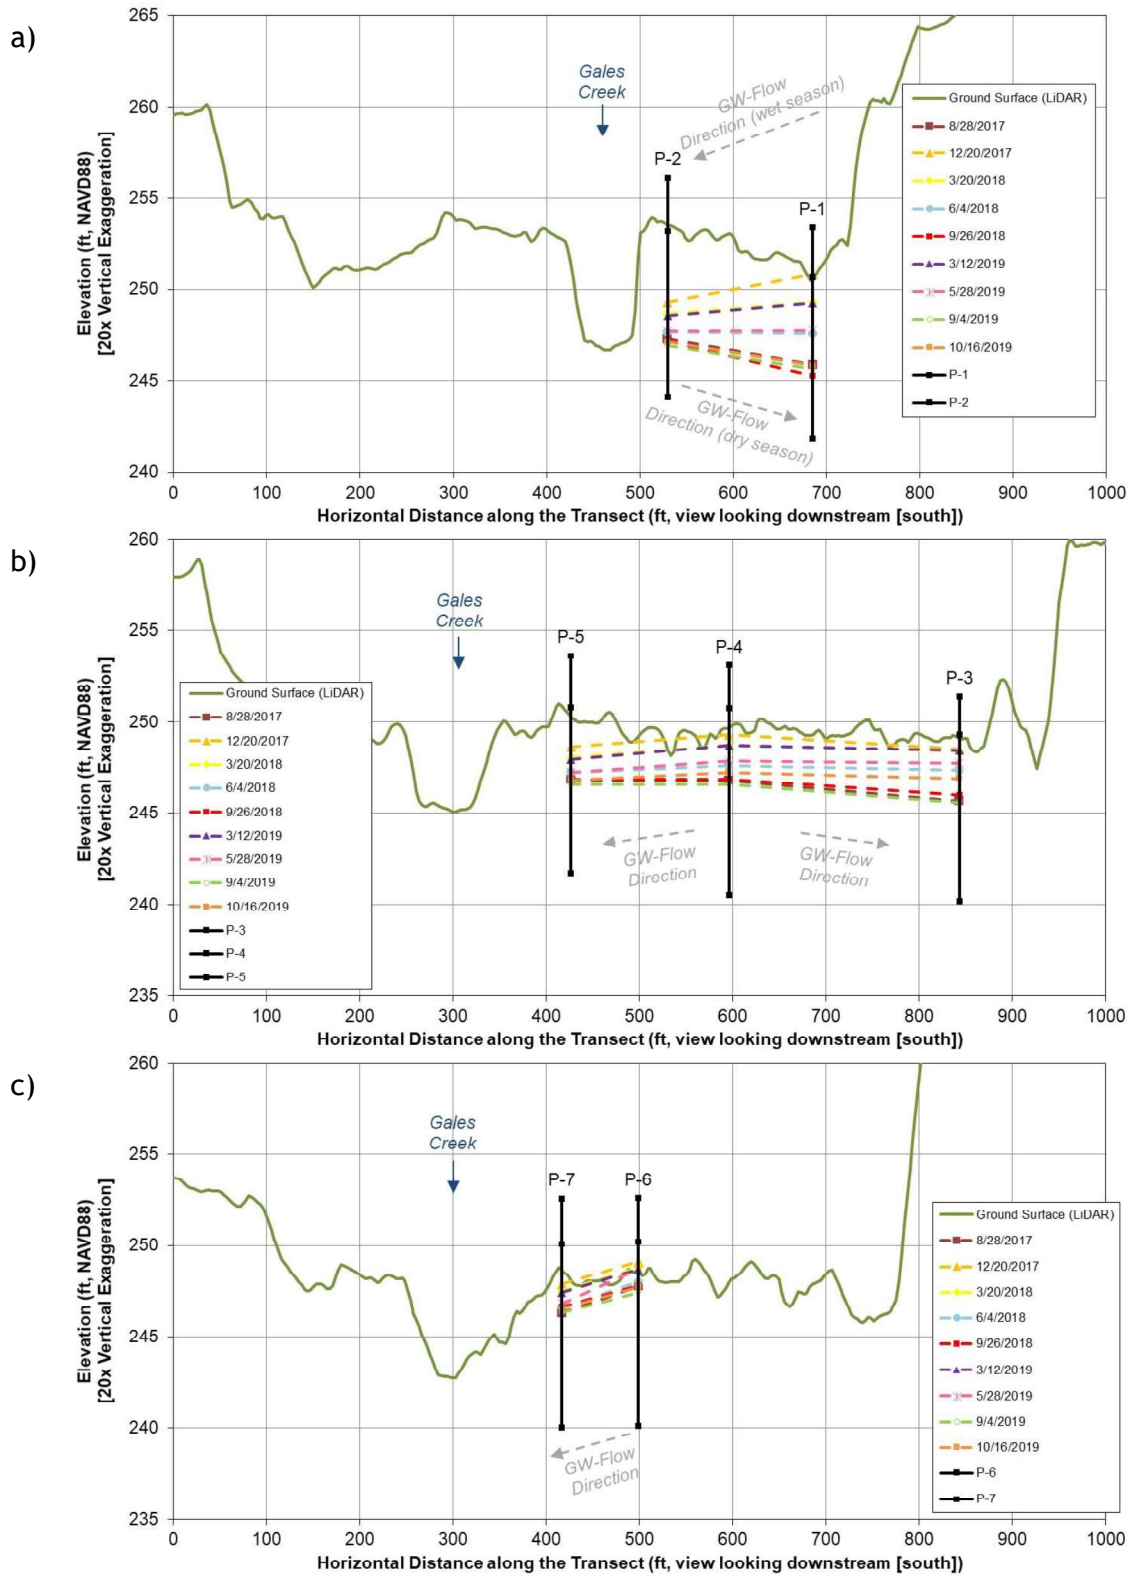 a)
265
260
255
250
245
240
Elevation (ft, NAVD88)
[20x Vertical Exaggeration]
Gales
Creek
GW-Flow
Direction (wet season)
P-2
P-1
GW-Flow
Direction (dry season)
Ground Surface (LiDAR)
8/28/2017
12/20/2017
3/20/2018
6/4/2018
9/26/2018
3/12/2019
5/28/2019
9/4/2019
10/16/2019
P-1
P-2
0 100 200 300 400 500 600 700 800 900 1000
Horizontal Distance along the Transect (ft, view looking downstream [south])
b)
260
255
250
245
240
235
Elevation (ft, NAVD88)
[20x Vertical Exaggeration]
Gales
Creek
P-5
P-4
P-3
GW-Flow
Direction
GW-Flow
Direction
Ground Surface (LiDAR)
8/28/2017
12/20/2017
3/20/2018
6/4/2018
9/26/2018
3/12/2019
5/28/2019
9/4/2019
10/16/2019
P-3
P-4
P-5
0 100 200 300 400 500 600 700 800 900 1000
Horizontal Distance along the Transect (ft, view looking downstream [south])
c)
260
255
250
245
240
235
Elevation (ft, NAVD88)
[20x Vertical Exaggeration]
Gales
Creek
P-7
P-6
GW-Flow
Direction
Ground Surface (LiDAR)
8/28/2017
12/20/2017
3/20/2018
6/4/2018
9/26/2018
3/12/2019
5/28/2019
9/4/2019
10/16/2019
P-6
P-7
0 100 200 300 400 500 600 700 800 900 1000
Horizontal Distance along the Transect (ft, view looking downstream [south])